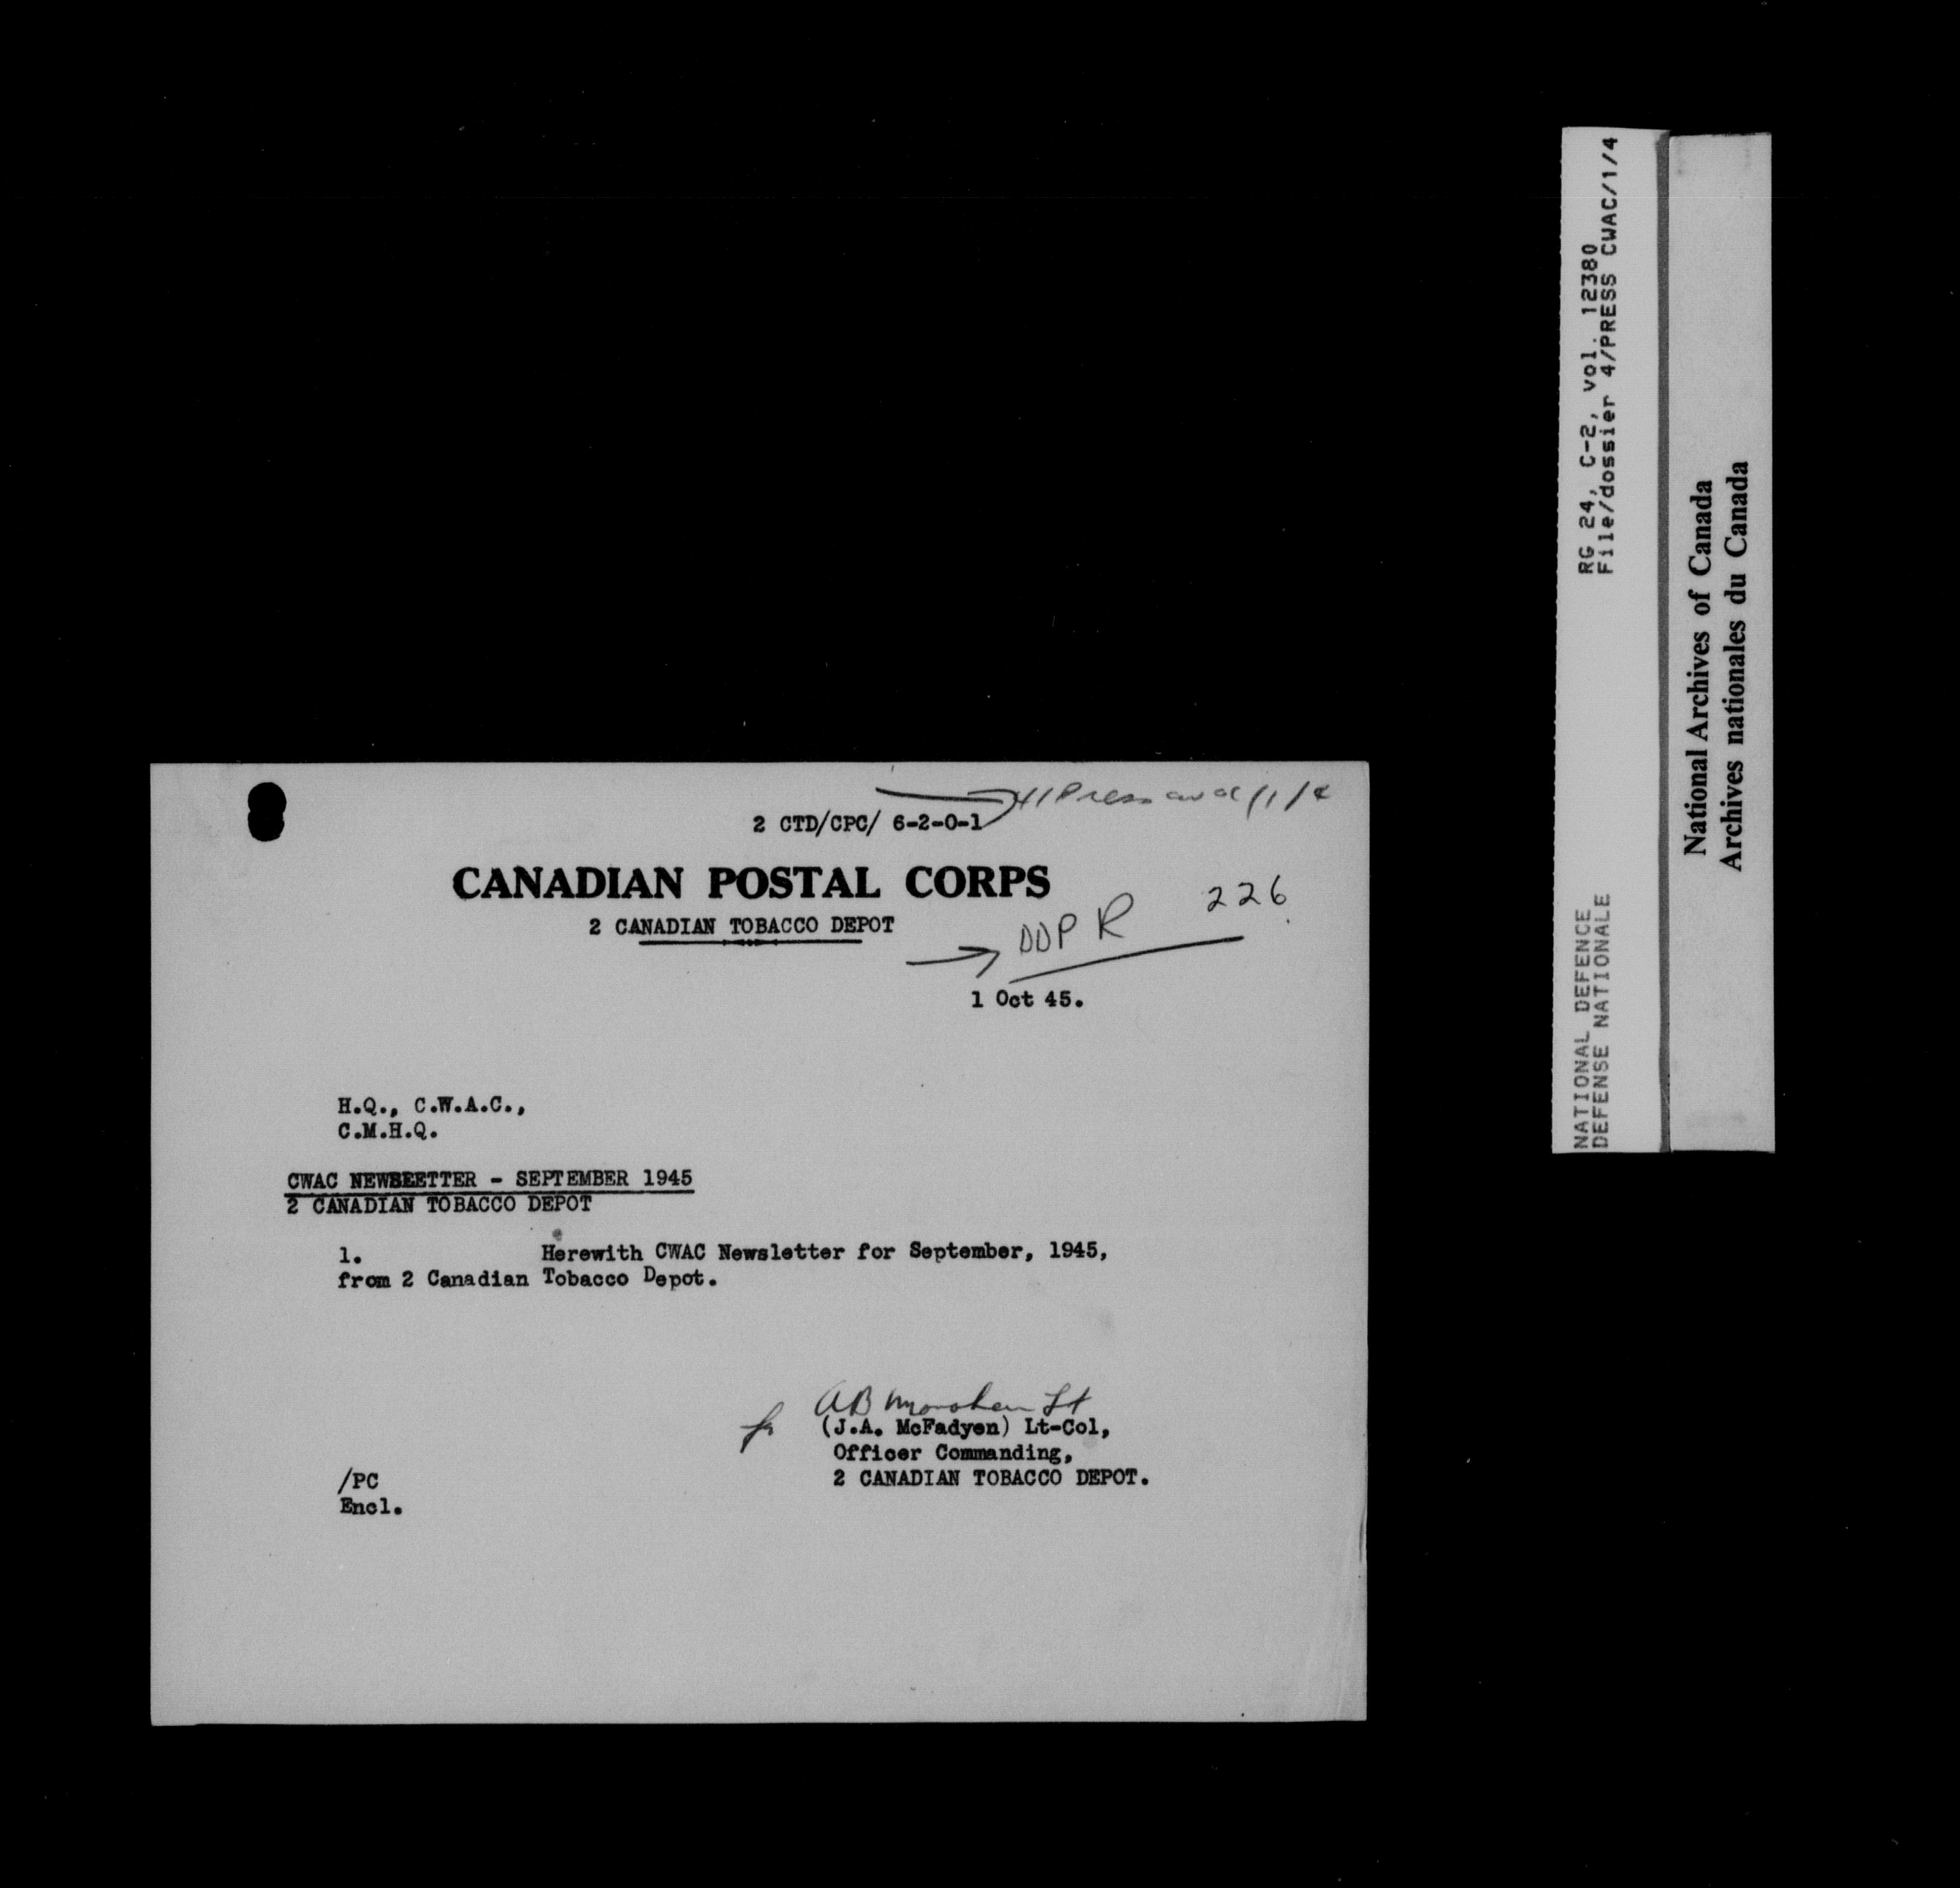 2 CTD/CPC/ 6-2-0-1
CANADIAN POSTAL CORPS
226
2 CANADIAN TOBACCO DEPOT
DDPR
1 Oct 45.
H.Q., C.W.A.C.,
C.M.H.Q.
CWAC NEWSLETTER - SEPTEMBER 1945
2 CANADIAN TOBACCO DEPOT
1. Herewith CWAC Newsletter for September, 1945,
from 2 Canadian Tobacco Depot.
AB Lt
(J.A. McFadyen) Lt-Col,
Officer Commanding,
2 CANADIAN TOBACCO DEPOT.
/PC
Encl.
NATIONAL DEFENCE RG 24, C-2, vol. 12380
DEFENSE NATIONALE File/dossier 4/PRESS CWAC/1/4
National Archives of Canada
Archives nationales du Canada